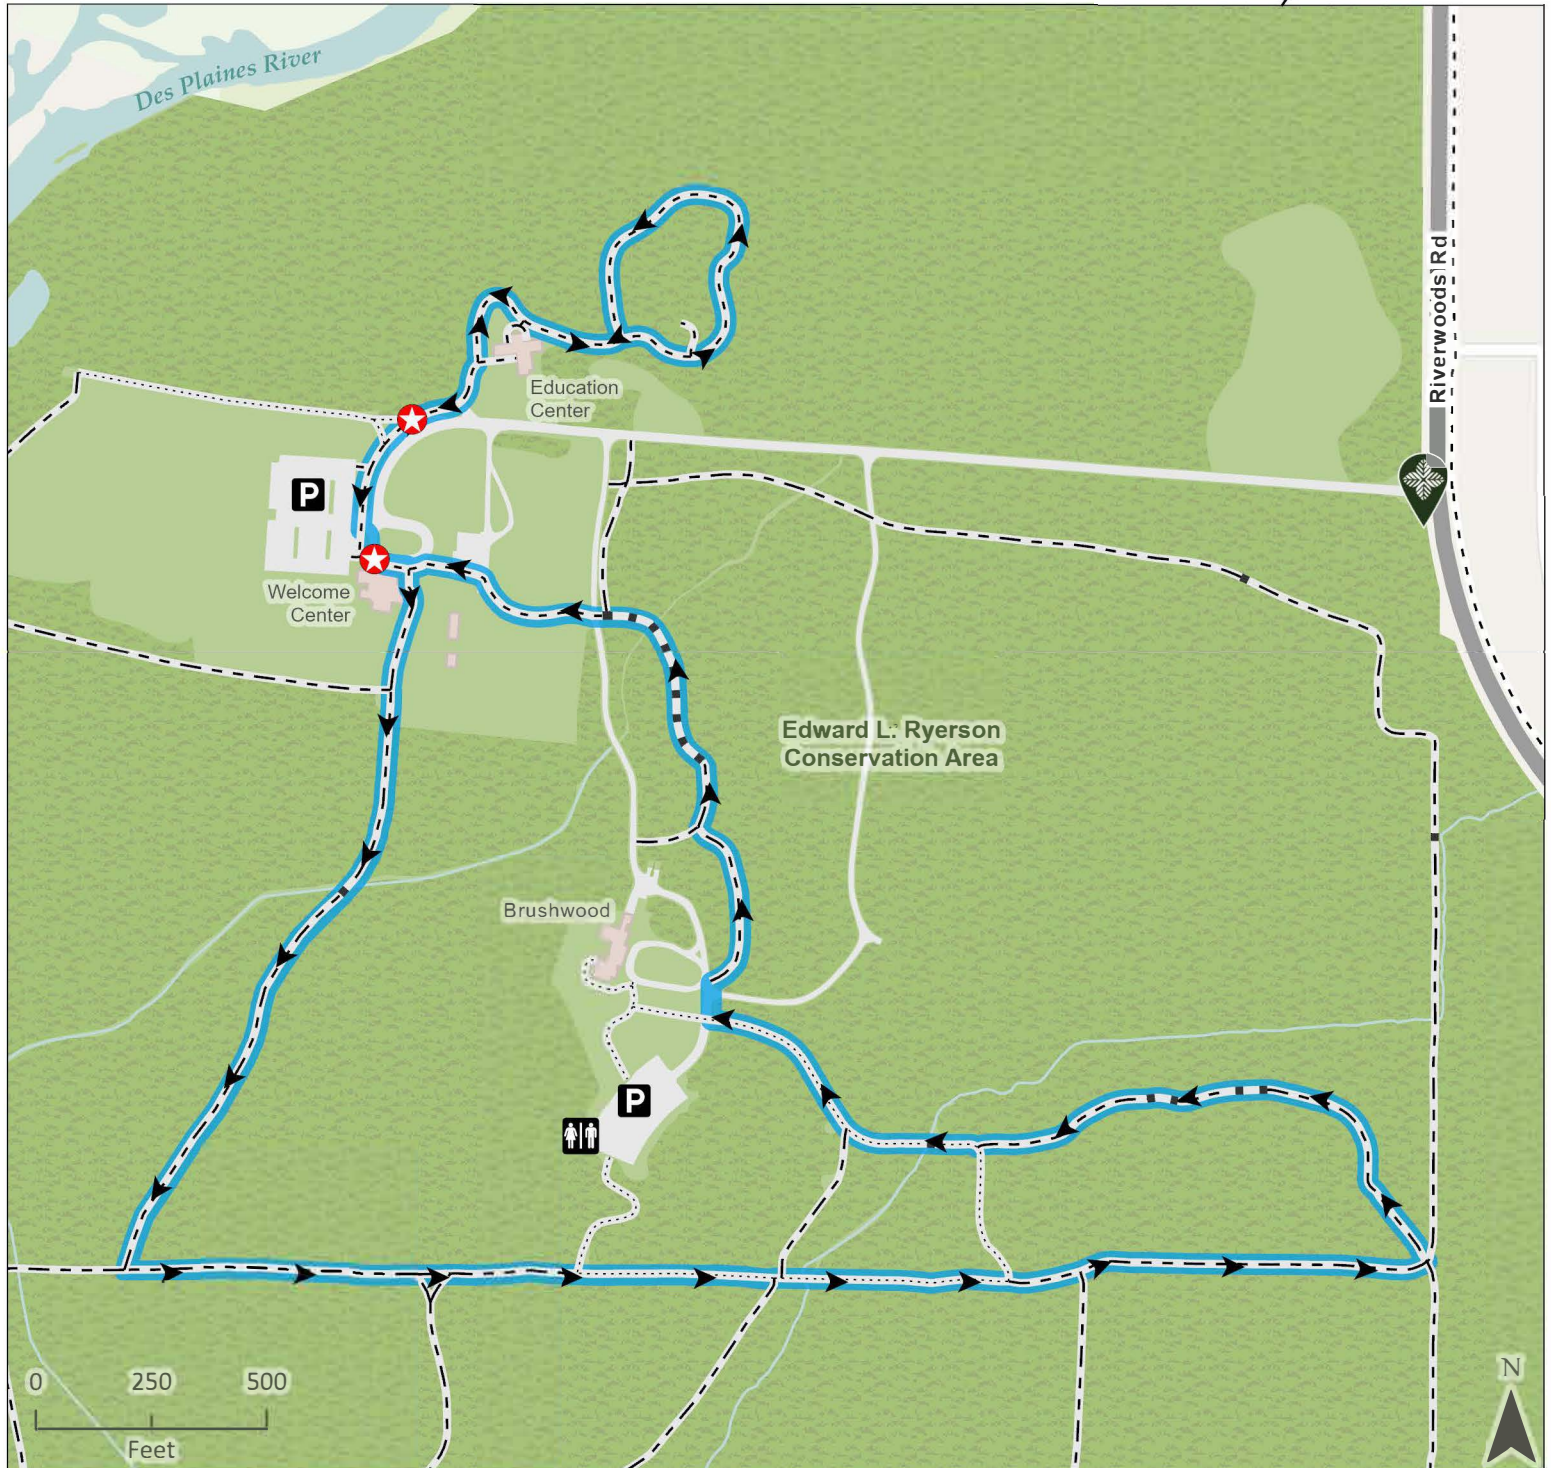 Des Plaines River
Riverwoods Rd
Education
Center
P
Welcome
Center
Edward L. Ryerson
Conservation Area
Brushwood
P
0 250 500
Feet
N